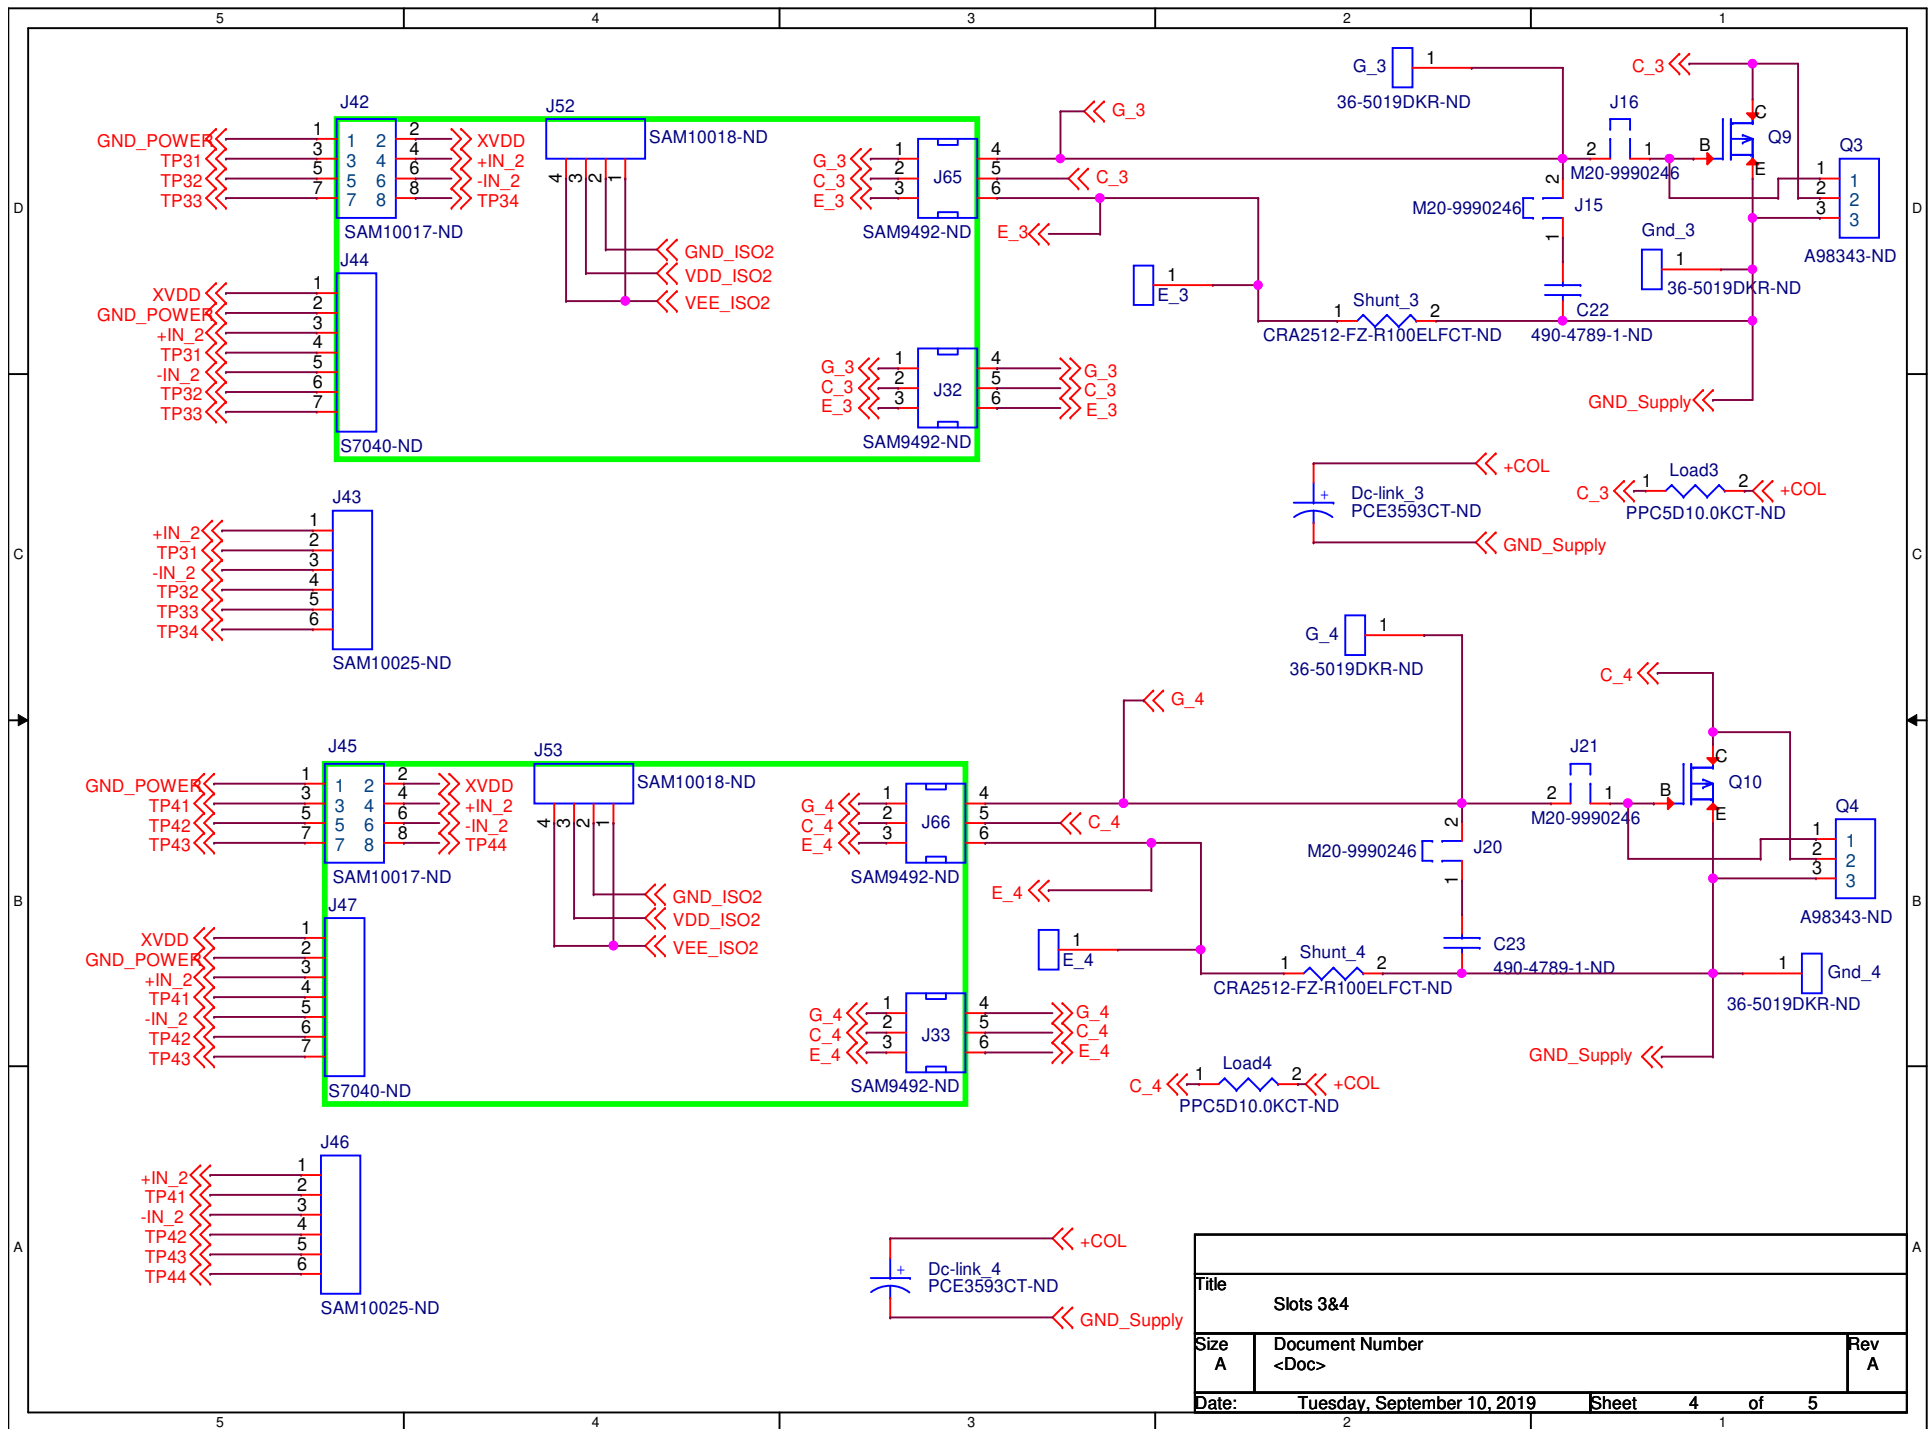 5 4 3 2 1
D
C
B
A
J42
GND_POWER 1 1 2 2 XVDD
TP31 3 3 4 4 +IN_2
TP32 5 5 6 6 -IN_2
TP33 7 7 8 8 TP34
SAM10017-ND
J52
SAM10018-ND
4 3 2 1
GND_ISO2
VDD_ISO2
VEE_ISO2
J44
XVDD 1
GND_POWER 2
+IN_2 3
TP31 4
-IN_2 5
TP32 6
TP33 7
S7040-ND
G_3 1 4
C_3 2 J65 5 C_3
E_3 3 6
SAM9492-ND
G_3
E_3
G_3 1 4 G_3
C_3 2 J32 5 C_3
E_3 3 6 E_3
SAM9492-ND
G_3 1
36-5019DKR-ND
C_3
J16
2 1
M20-9990246
B C E
Q9
Q3
1 1
2 2
3 3
A98343-ND
2
M20-9990246 J15
1
Gnd_3
1
36-5019DKR-ND
1
E_3
Shunt_3
1 2
CRA2512-FZ-R100ELFCT-ND
C22
490-4789-1-ND
GND_Supply
+COL
+
Dc-link_3
PCE3593CT-ND
GND_Supply
Load3
C_3 1 2 +COL
PPC5D10.0KCT-ND
J43
+IN_2 1
TP31 2
-IN_2 3
TP32 4
TP33 5
TP34 6
SAM10025-ND
J45
GND_POWER 1 1 2 2 XVDD
TP41 3 3 4 4 +IN_2
TP42 5 5 6 6 -IN_2
TP43 7 7 8 8 TP44
SAM10017-ND
J53
SAM10018-ND
4 3 2 1
GND_ISO2
VDD_ISO2
VEE_ISO2
J47
XVDD 1
GND_POWER 2
+IN_2 3
TP41 4
-IN_2 5
TP42 6
TP43 7
S7040-ND
G_4 1 4
C_4 2 J66 5 C_4
E_4 3 6
SAM9492-ND
G_4
E_4
G_4 1 4 G_4
C_4 2 J33 5 C_4
E_4 3 6 E_4
SAM9492-ND
G_4 1
36-5019DKR-ND
C_4
J21
2 1
M20-9990246
B C E
Q10
Q4
1 1
2 2
3 3
A98343-ND
2
M20-9990246 J20
1
1
E_4
Shunt_4
1 2
CRA2512-FZ-R100ELFCT-ND
C23
490-4789-1-ND
1 Gnd_4
36-5019DKR-ND
GND_Supply
Load4
C_4 1 2 +COL
PPC5D10.0KCT-ND
J46
+IN_2 1
TP41 2
-IN_2 3
TP42 4
TP43 5
TP44 6
SAM10025-ND
+COL
+
Dc-link_4
PCE3593CT-ND
GND_Supply
Title
Slots 3&4
Size Document Number Rev
A <Doc> A
Date: Tuesday, September 10, 2019 Sheet 4 of 5
D
C
B
A
5 4 3 2 1